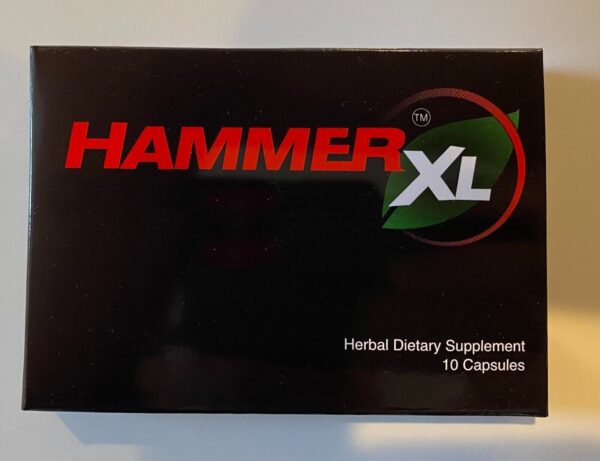 HAMMER XL ™
Herbal Dietary Supplement
10 Capsules